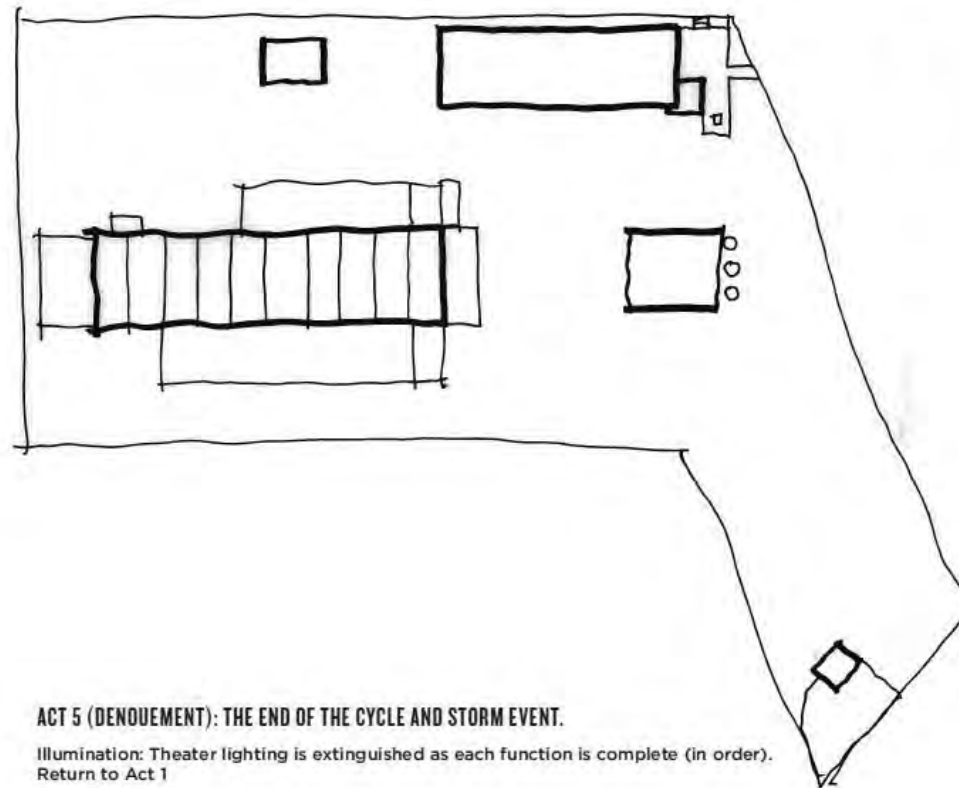 ACT 5 (DENOUEMENT): THE END OF THE CYCLE AND STORM EVENT.
Illumination: Theater lighting is extinguished as each function is complete (in order).
Return to Act 1